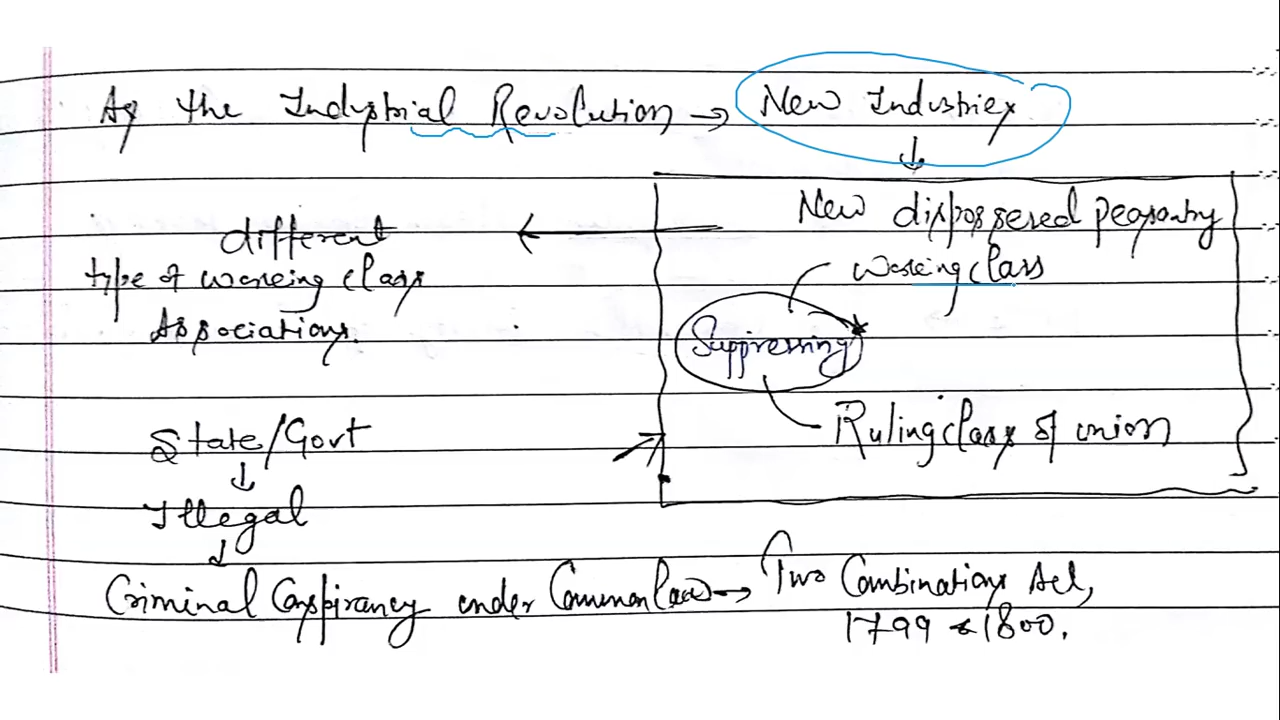 As the Industrial Revolution → New Industries
↓
New dispossessed peasantry
working class
Suppressing
Ruling class of union
←
different
type of working class
Associations.
State/Govt
↓
Illegal
↓
Criminal Conspirancy under Common law → Two Combinations Act,
1799 & 1800.